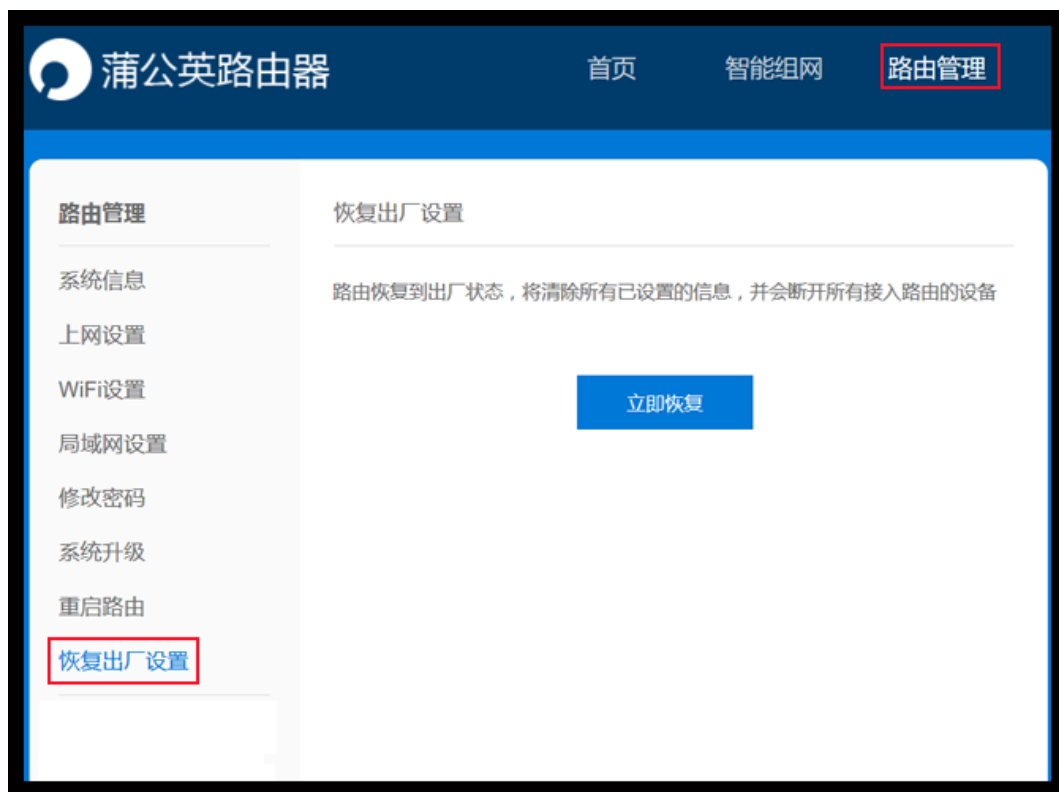 蒲公英路由器 首页 智能组网 路由管理
路由管理
系统信息
上网设置
WiFi设置
局域网设置
修改密码
系统升级
重启路由
恢复出厂设置
恢复出厂设置
路由恢复到出厂状态，将清除所有已设置的信息，并会断开所有接入路由的设备
立即恢复